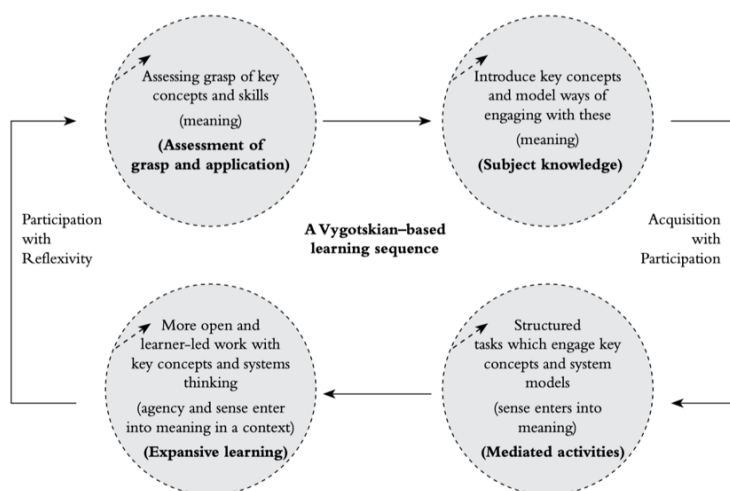 Assessing grasp of key
concepts and skills
(meaning)
(Assessment of
grasp and application)
Introduce key concepts
and model ways of
engaging with these
(meaning)
(Subject knowledge)
Participation
with
Reflexivity
A Vygotskian–based
learning sequence
Acquisition
with
Participation
More open and
learner-led work with
key concepts and systems
thinking
(agency and sense enter
into meaning in a context)
(Expansive learning)
Structured
tasks which engage key
concepts and system
models
(sense enters into
meaning)
(Mediated activities)